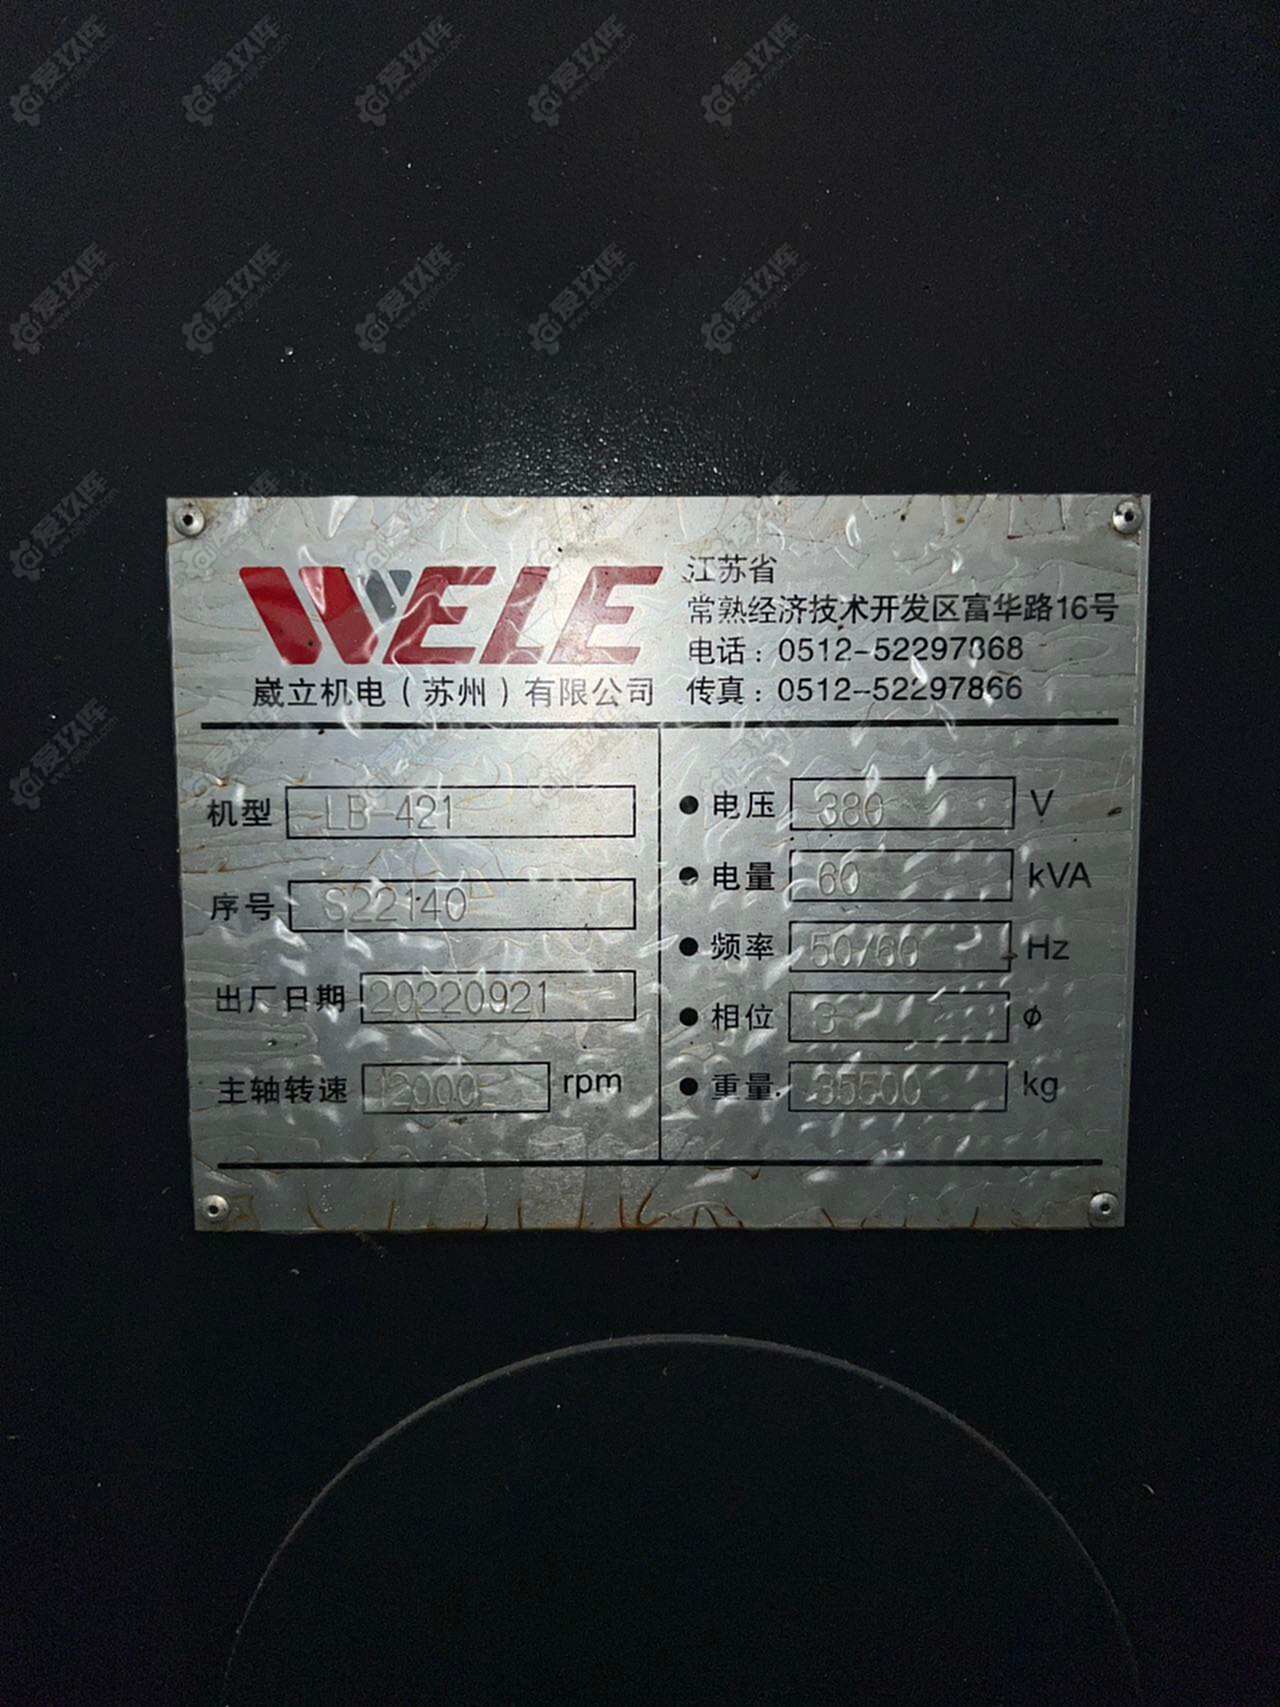 WELE
崴立机电(苏州)有限公司
江苏省
常熟经济技术开发区富华路16号
电话：0512-52297868
传真：0512-52297866
机型 LB-421
序号 S22140
出厂日期 20220921
主轴转速 12000 rpm
●电压 380 V
●电量 60 kVA
●频率 50/60 Hz
●相位 3 ø
●重量 35500 kg
爱玖库